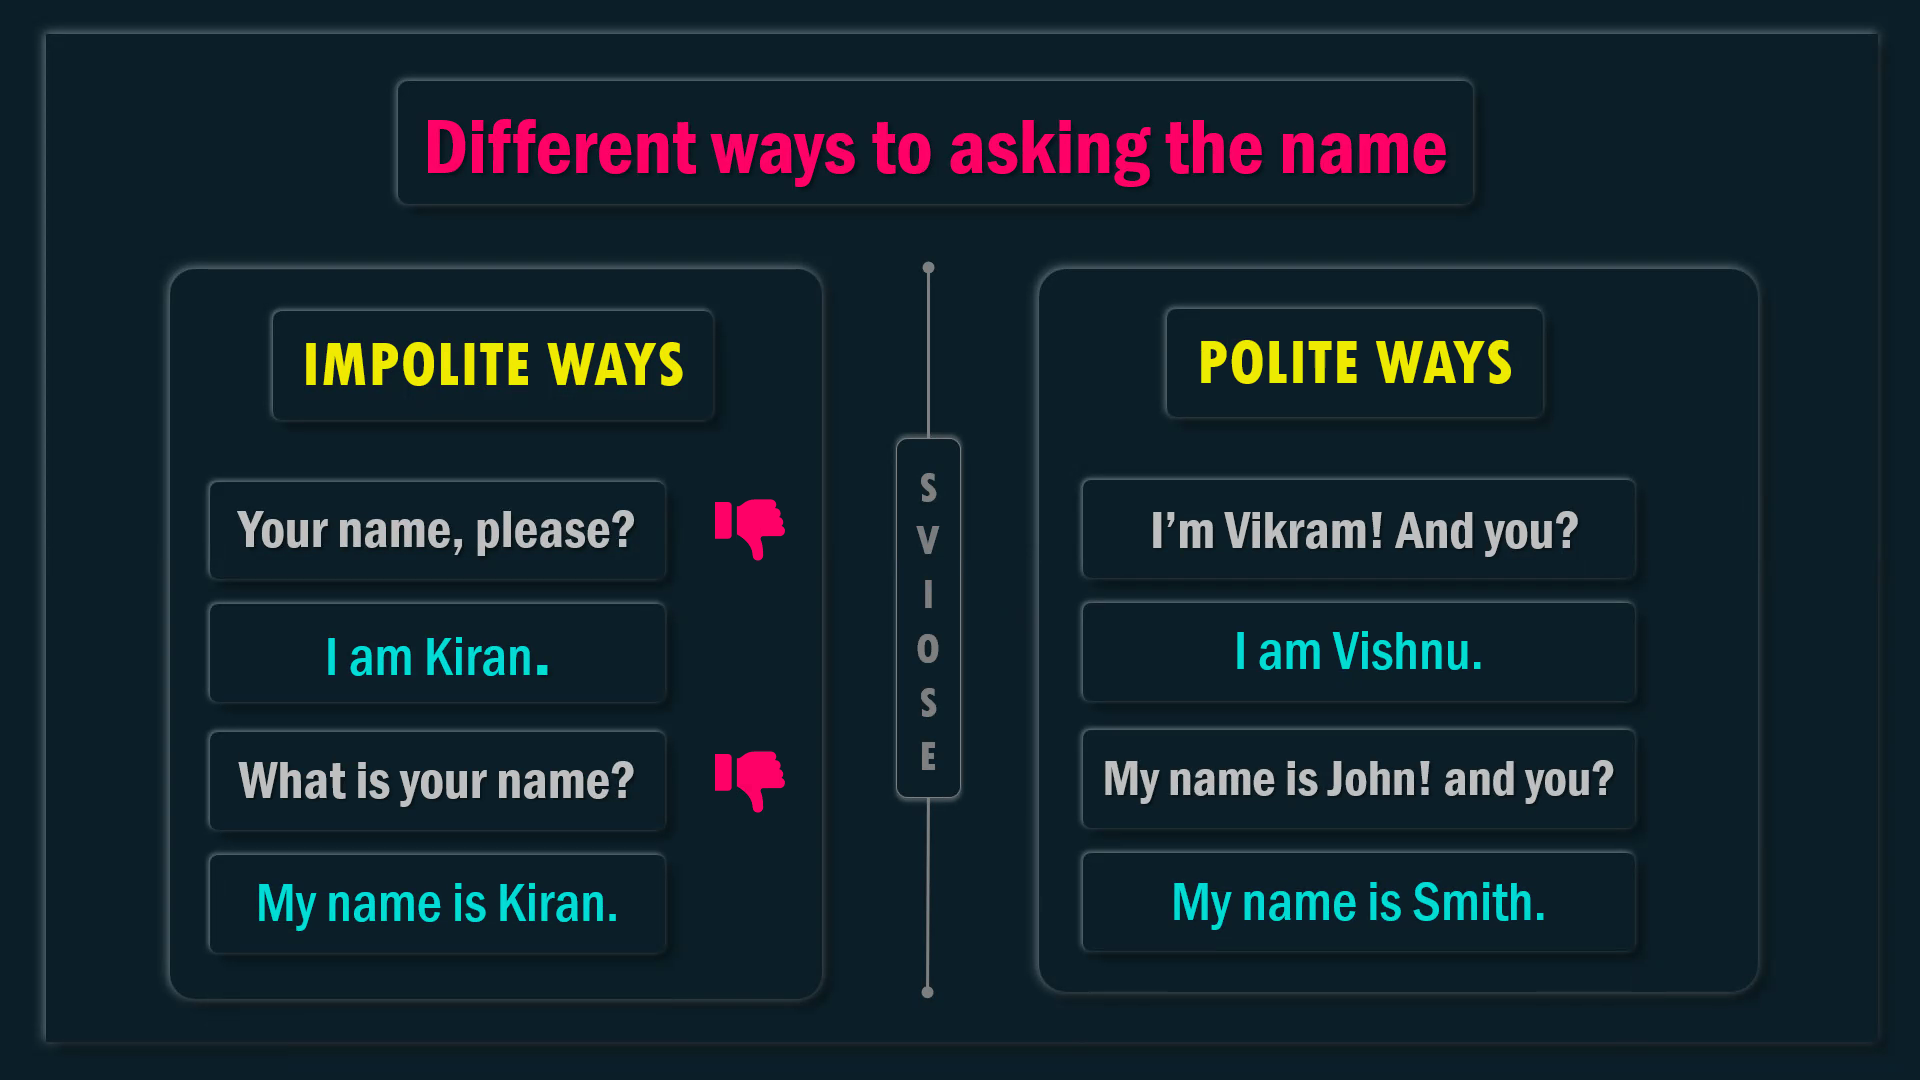 Different ways to asking the name
IMPOLITE WAYS
Your name, please?
I am Kiran.
What is your name?
My name is Kiran.
SVIOSE
POLITE WAYS
I’m Vikram! And you?
I am Vishnu.
My name is John! and you?
My name is Smith.